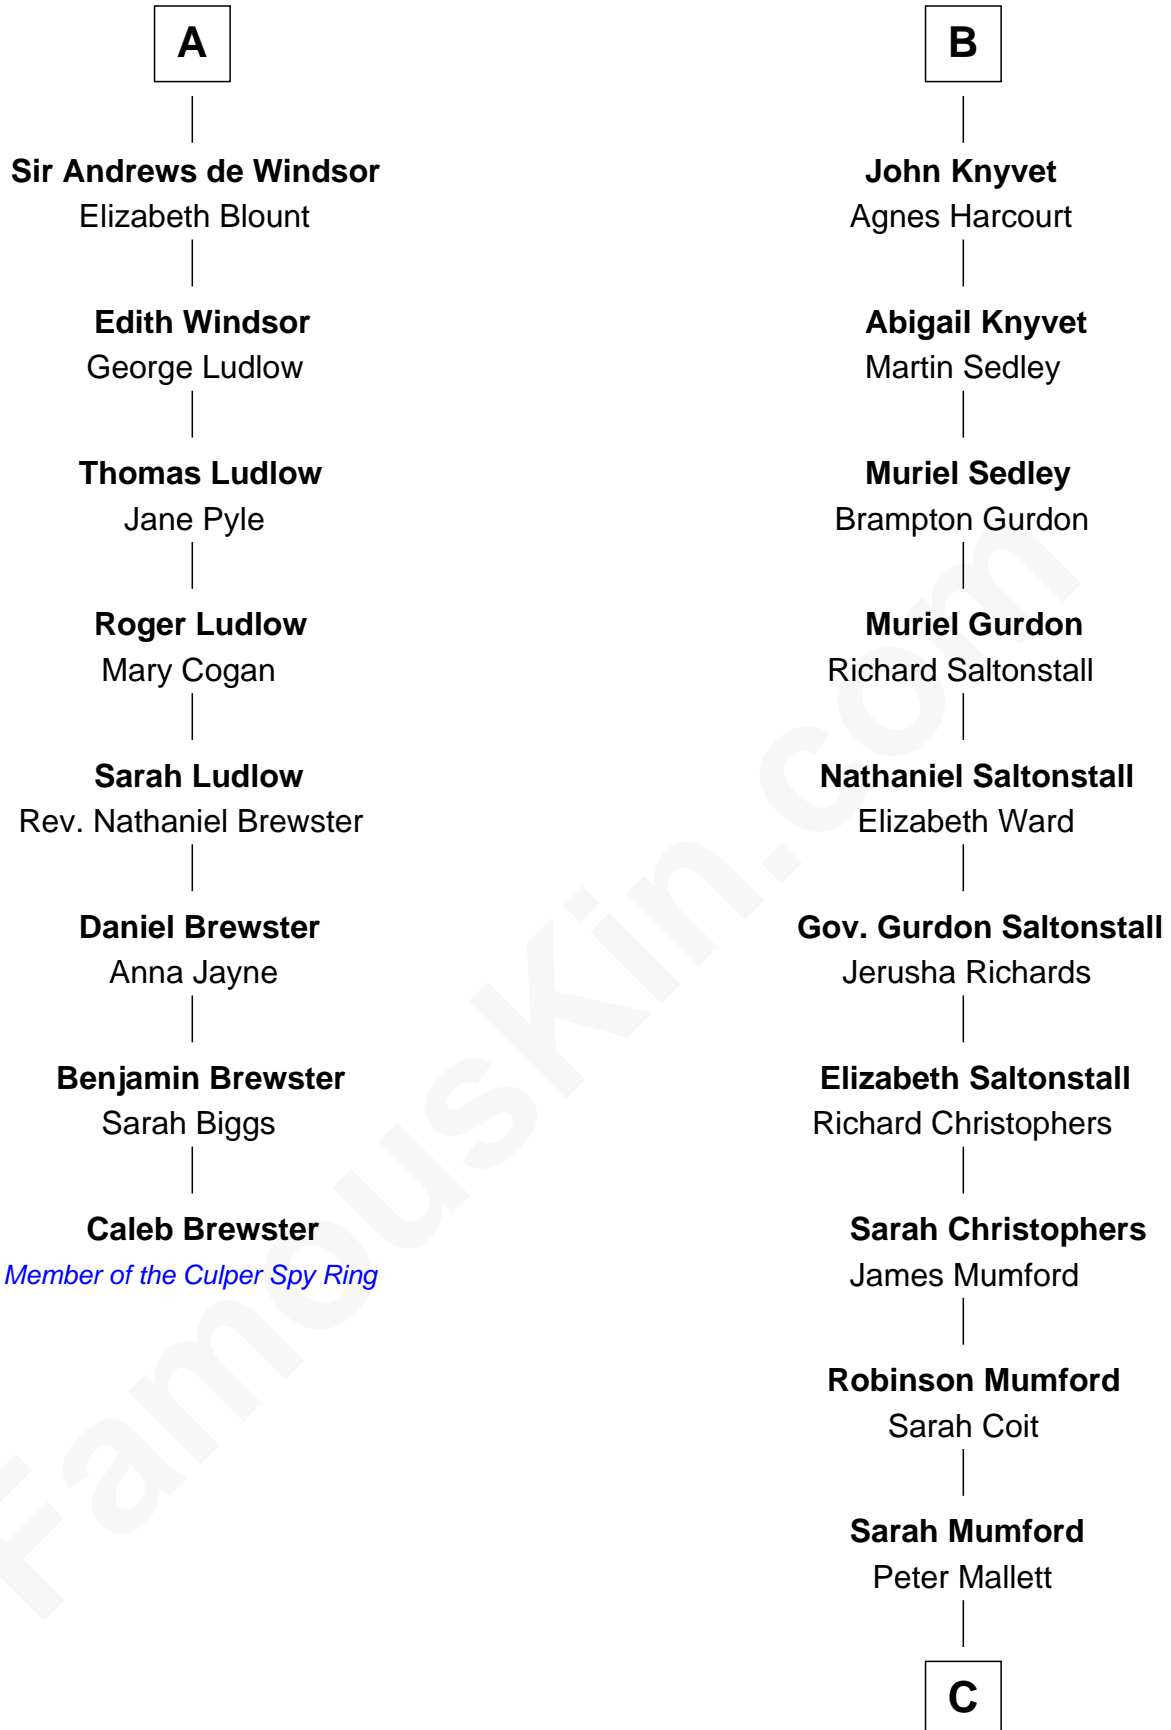 A
Sir Andrews de Windsor
Elizabeth Blount
Edith Windsor
George Ludlow
Thomas Ludlow
Jane Pyle
Roger Ludlow
Mary Cogan
Sarah Ludlow
Rev. Nathaniel Brewster
Daniel Brewster
Anna Jayne
Benjamin Brewster
Sarah Biggs
Caleb Brewster
Member of the Culper Spy Ring
B
John Knyvet
Agnes Harcourt
Abigail Knyvet
Martin Sedley
Muriel Sedley
Brampton Gurdon
Muriel Gurdon
Richard Saltonstall
Nathaniel Saltonstall
Elizabeth Ward
Gov. Gurdon Saltonstall
Jerusha Richards
Elizabeth Saltonstall
Richard Christophers
Sarah Christophers
James Mumford
Robinson Mumford
Sarah Coit
Sarah Mumford
Peter Mallett
C
FamousKin.com